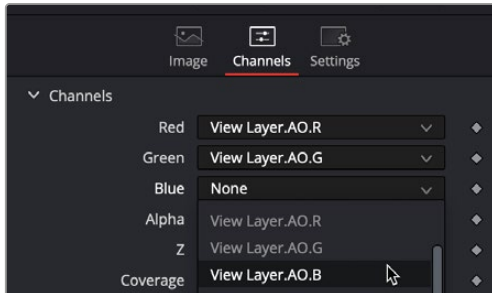 Image Channels Settings
Channels
Red View Layer.AO.R
Green View Layer.AO.G
Blue None
Alpha View Layer.AO.R
Z View Layer.AO.G
Coverage View Layer.AO.B